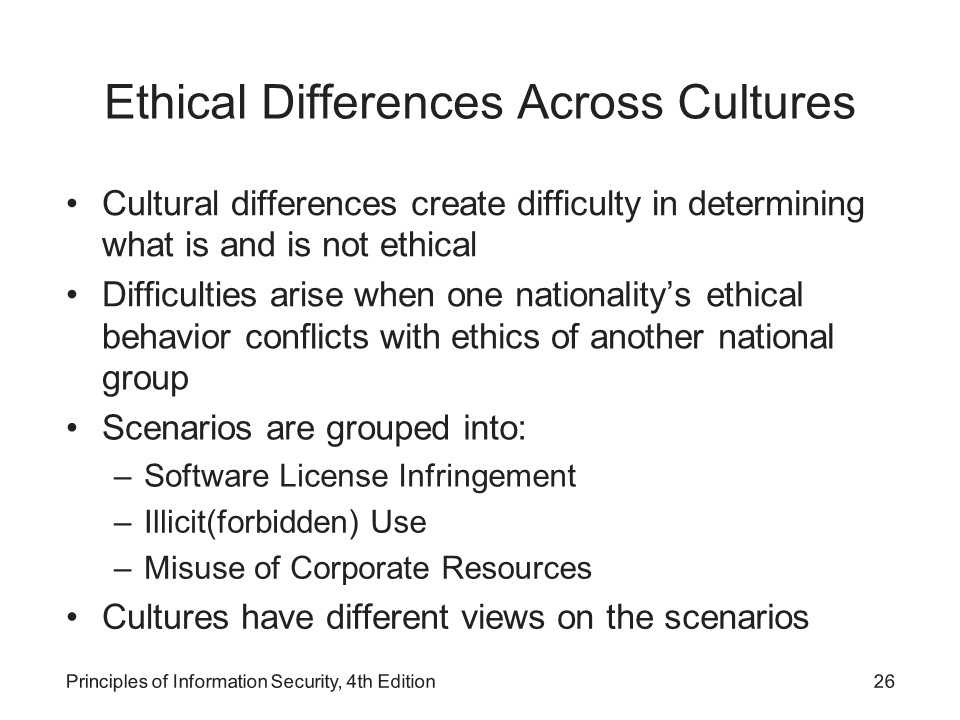 Ethical Differences Across Cultures
• Cultural differences create difficulty in determining
what is and is not ethical
• Difficulties arise when one nationality’s ethical
behavior conflicts with ethics of another national
group
• Scenarios are grouped into:
– Software License Infringement
– Illicit(forbidden) Use
– Misuse of Corporate Resources
• Cultures have different views on the scenarios
Principles of Information Security, 4th Edition 26